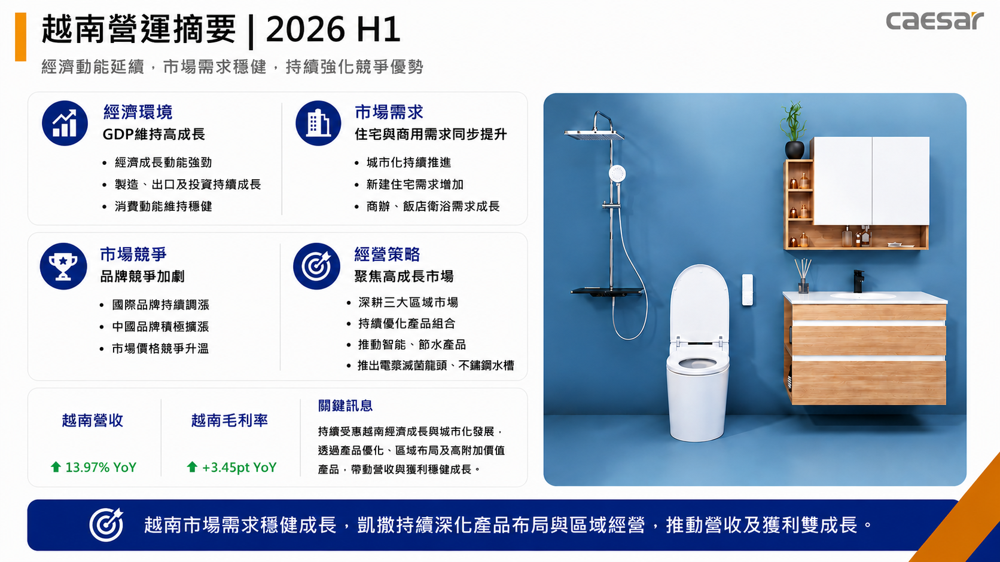 越南營運摘要 | 2026 H1
caesar
經濟動能延續，市場需求穩健，持續強化競爭優勢
經濟環境
GDP維持高成長
• 經濟成長動能強勁
• 製造、出口及投資持續成長
• 消費動能維持穩健
市場需求
住宅與商用需求同步提升
• 城市化持續推進
• 新建住宅需求增加
• 商辦、飯店衛浴需求成長
市場競爭
品牌競爭加劇
• 國際品牌持續調漲
• 中國品牌積極擴漲
• 市場價格競爭升溫
經營策略
聚焦高成長市場
• 深耕三大區域市場
• 持續優化產品組合
• 推動智能、節水產品
• 推出電漿滅菌龍頭、不鏽鋼水槽
越南營收
13.97% YoY
越南毛利率
+3.45pt YoY
關鍵訊息
持續受惠越南經濟成長與城市化發展，
透過產品優化、區域布局及高附加價值
產品，帶動營收與獲利穩健成長。
越南市場需求穩健成長，凱撒持續深化產品布局與區域經營，推動營收及獲利雙成長。